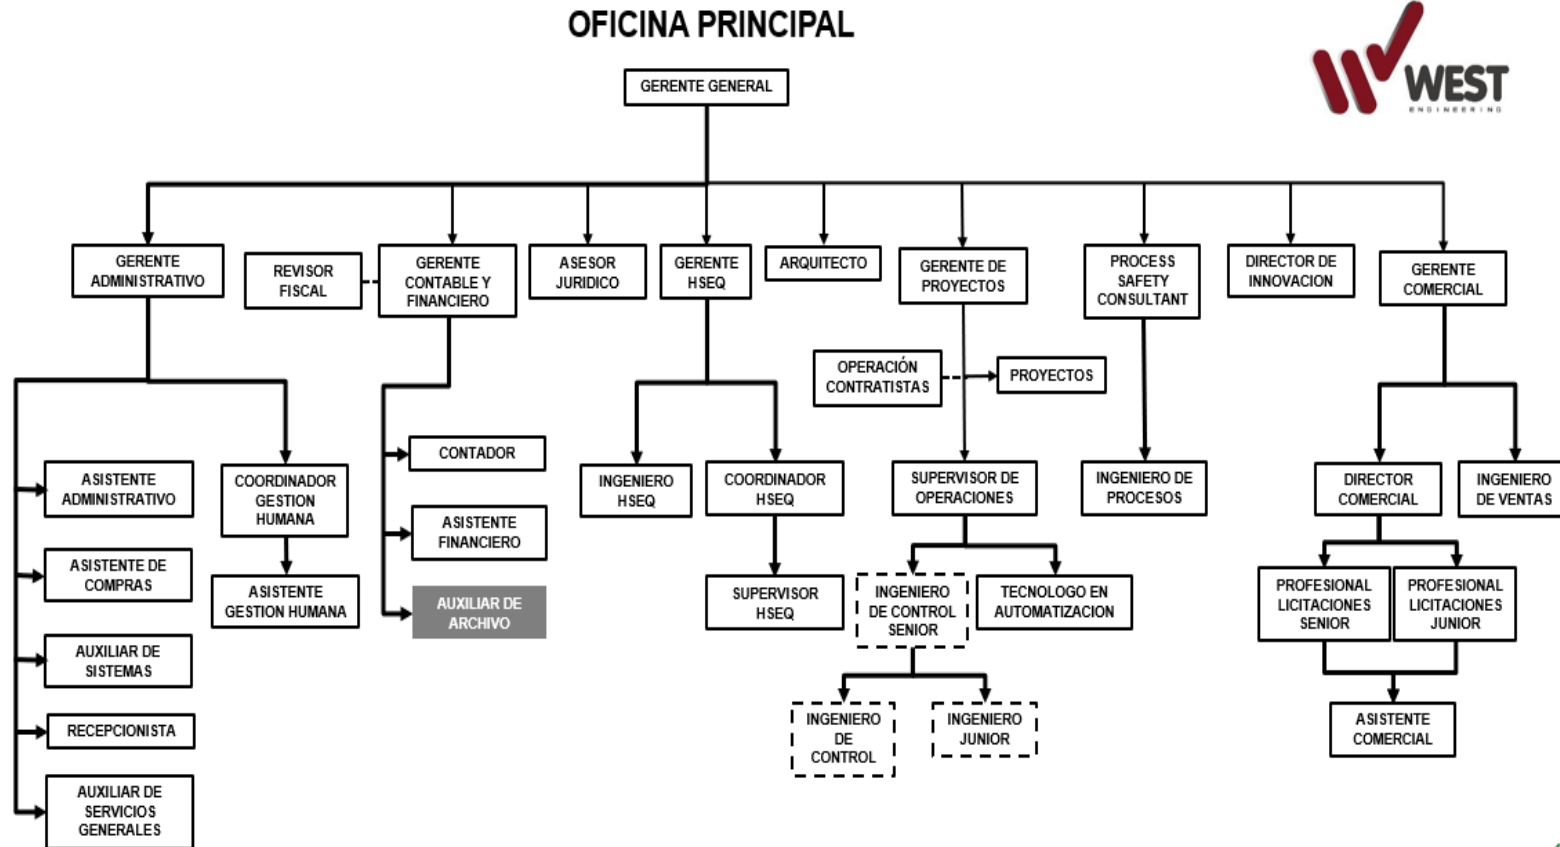 OFICINA PRINCIPAL
WEST
ENGINEERING
GERENTE GENERAL
GERENTE
ADMINISTRATIVO
REVISOR
FISCAL
GERENTE
CONTABLE Y
FINANCIERO
ASESOR
JURIDICO
GERENTE
HSEQ
ARQUITECTO
GERENTE DE
PROYECTOS
PROCESS
SAFETY
CONSULTANT
DIRECTOR DE
INNOVACION
GERENTE
COMERCIAL
OPERACIÓN
CONTRATISTAS
PROYECTOS
ASISTENTE
ADMINISTRATIVO
COORDINADOR
GESTION
HUMANA
CONTADOR
INGENIERO
HSEQ
COORDINADOR
HSEQ
SUPERVISOR DE
OPERACIONES
INGENIERO DE
PROCESOS
DIRECTOR
COMERCIAL
INGENIERO
DE VENTAS
ASISTENTE
FINANCIERO
ASISTENTE DE
COMPRAS
ASISTENTE
GESTION HUMANA
AUXILIAR DE
ARCHIVO
SUPERVISOR
HSEQ
INGENIERO
DE CONTROL
SENIOR
TECNOLOGO EN
AUTOMATIZACION
PROFESIONAL
LICITACIONES
SENIOR
PROFESIONAL
LICITACIONES
JUNIOR
AUXILIAR DE
SISTEMAS
RECEPCIONISTA
INGENIERO
DE
CONTROL
INGENIERO
JUNIOR
ASISTENTE
COMERCIAL
AUXILIAR DE
SERVICIOS
GENERALES